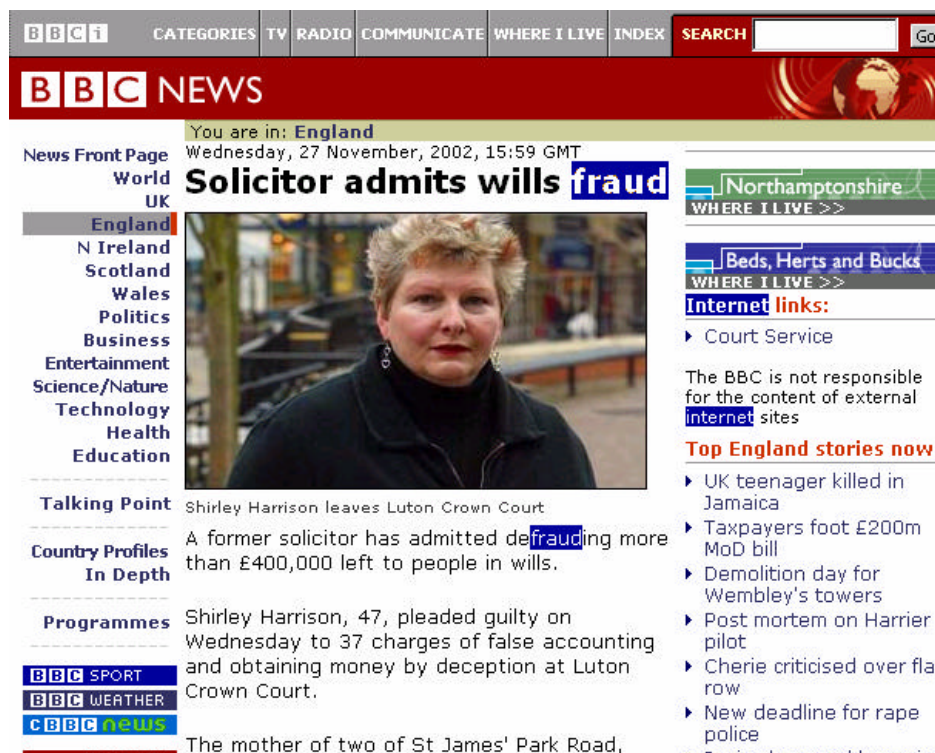 BBCi
CATEGORIES TV RADIO COMMUNICATE WHERE I LIVE INDEX SEARCH Go
BBC NEWS
You are in: England
News Front Page
World
UK
England
N Ireland
Scotland
Wales
Politics
Business
Entertainment
Science/Nature
Technology
Health
Education
Talking Point
Country Profiles
In Depth
Programmes
BBC SPORT
BBC WEATHER
CBBC news
Wednesday, 27 November, 2002, 15:59 GMT
Solicitor admits wills fraud
Shirley Harrison leaves Luton Crown Court
A former solicitor has admitted defrauding more
than £400,000 left to people in wills.
Shirley Harrison, 47, pleaded guilty on
Wednesday to 37 charges of false accounting
and obtaining money by deception at Luton
Crown Court.
The mother of two of St James' Park Road,
Northamptonshire
WHERE I LIVE >>
Beds, Herts and Bucks
WHERE I LIVE >>
Internet links:
Court Service
The BBC is not responsible
for the content of external
internet sites
Top England stories now
UK teenager killed in
Jamaica
Taxpayers foot £200m
MoD bill
Demolition day for
Wembley's towers
Post mortem on Harrier
pilot
Cherie criticised over fla
row
New deadline for rape
police